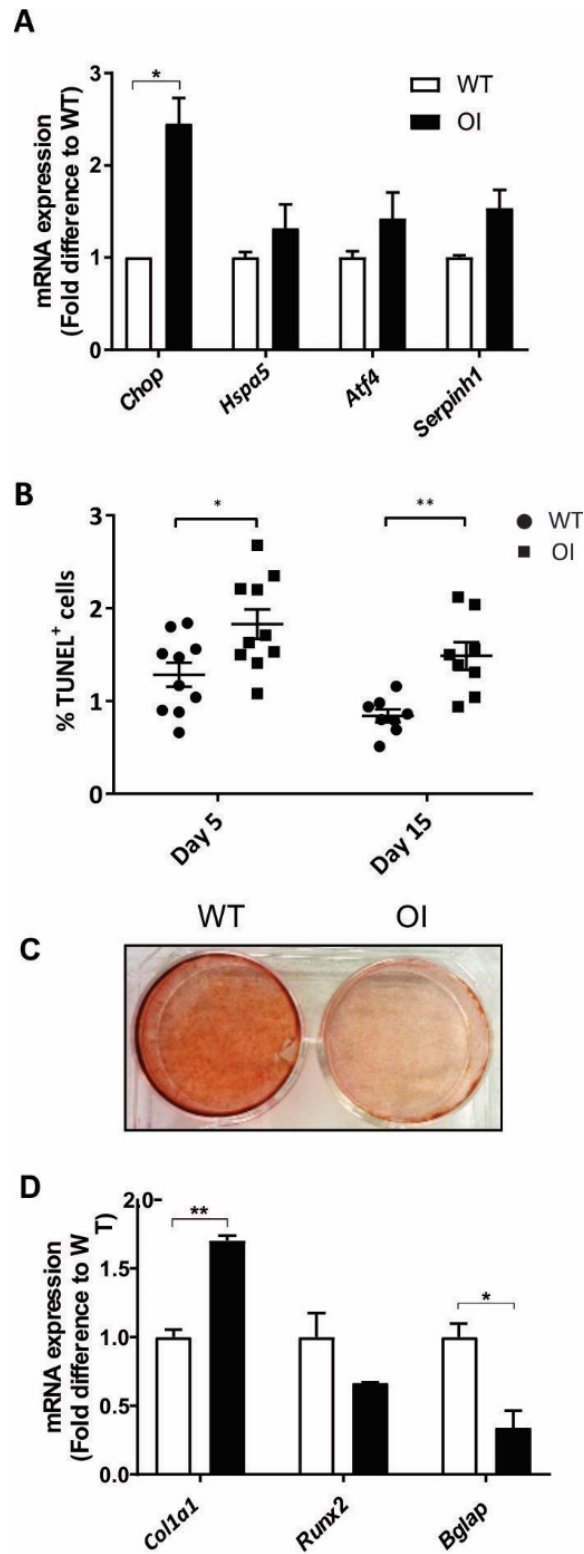 A
mRNA expression
(Fold difference to WT)
3
2
1
0
*
WT
OI
Chop
Hspa5
Atf4
Serpinh1
B
% TUNEL+ cells
3
2
1
0
*
**
WT
OI
Day 5
Day 15
C
WT
OI
D
mRNA expression
(Fold difference to WT)
2.0
1.5
1.0
0.5
0.0
**
*
Col1a1
Runx2
Bglap